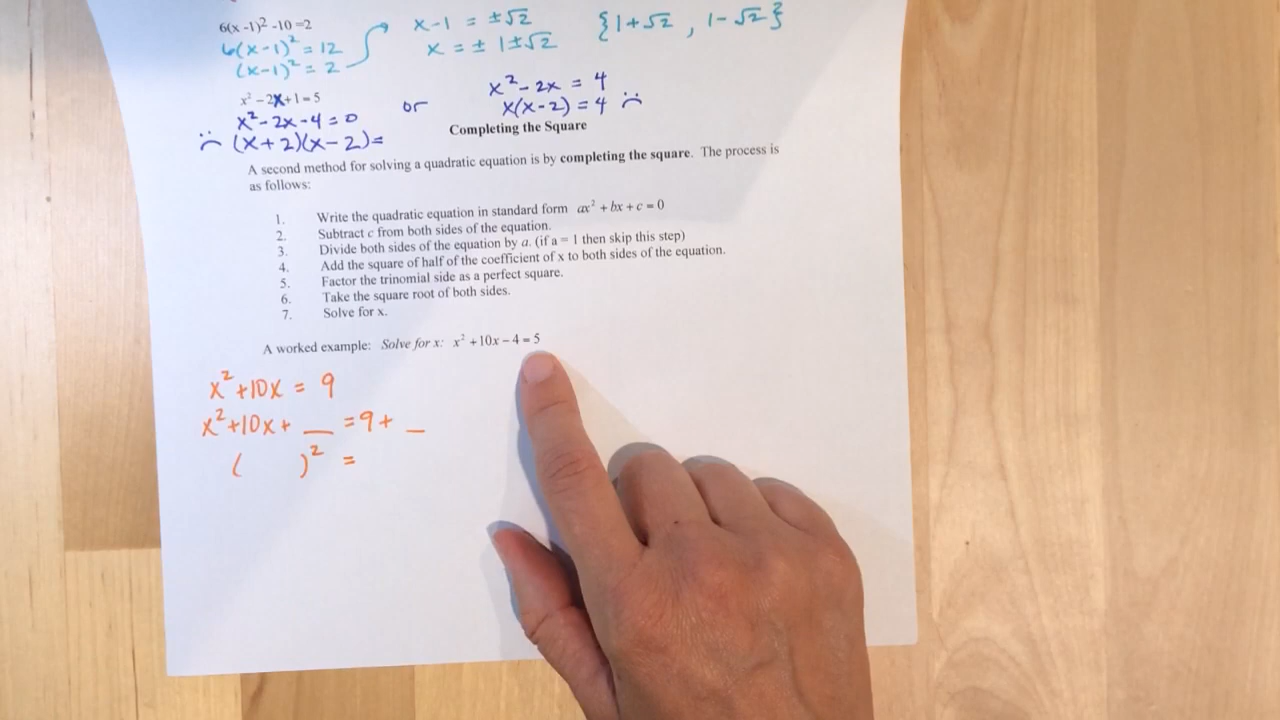 6(x -1)² -10 =2
6(x-1)² = 12
(x-1)² = 2
x-1 = ±√2
x = ± 1±√2
{1+√2 , 1-√2}
x² – 2x+1 = 5
x²-2x-4=0
(x+2)(x-2)=
or
x²-2x = 4
x(x-2) = 4
Completing the Square
A second method for solving a quadratic equation is by completing the square. The process is
as follows:
1. Write the quadratic equation in standard form ax² + bx + c = 0
2. Subtract c from both sides of the equation.
3. Divide both sides of the equation by a. (if a = 1 then skip this step)
4. Add the square of half of the coefficient of x to both sides of the equation.
5. Factor the trinomial side as a perfect square.
6. Take the square root of both sides.
7. Solve for x.
A worked example: Solve for x: x² +10x – 4 = 5
x²+10x = 9
x²+10x+ __ =9+ _
( )² =